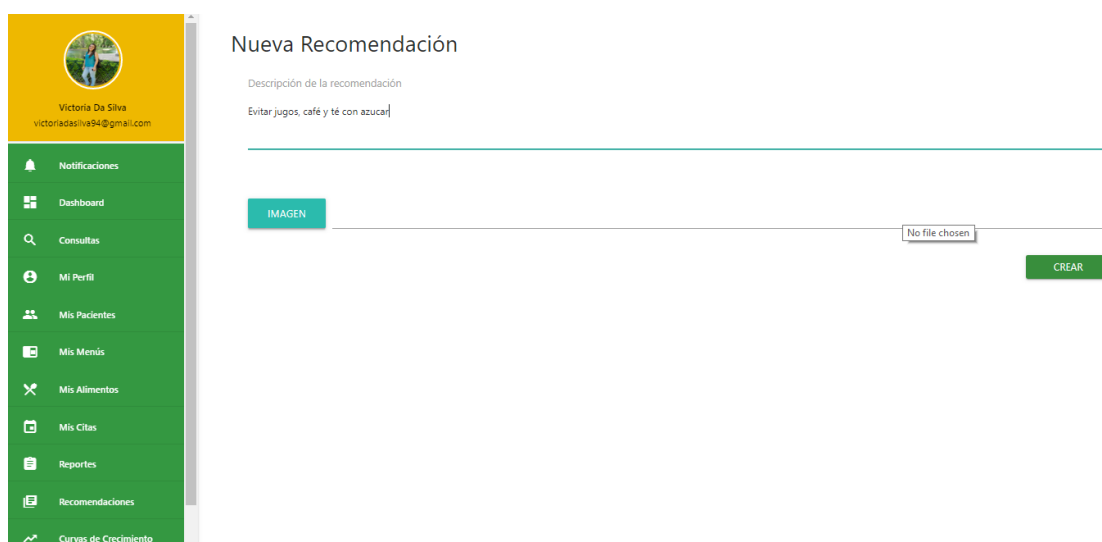 Victoria Da Silva
victoriadasilva94@gmail.com
Notificaciones
Dashboard
Consultas
Mi Perfil
Mis Pacientes
Mis Menús
Mis Alimentos
Mis Citas
Reportes
Recomendaciones
Curvas de Crecimiento
Nueva Recomendación
Descripción de la recomendación
Evitar jugos, café y té con azucar
IMAGEN
No file chosen
CREAR